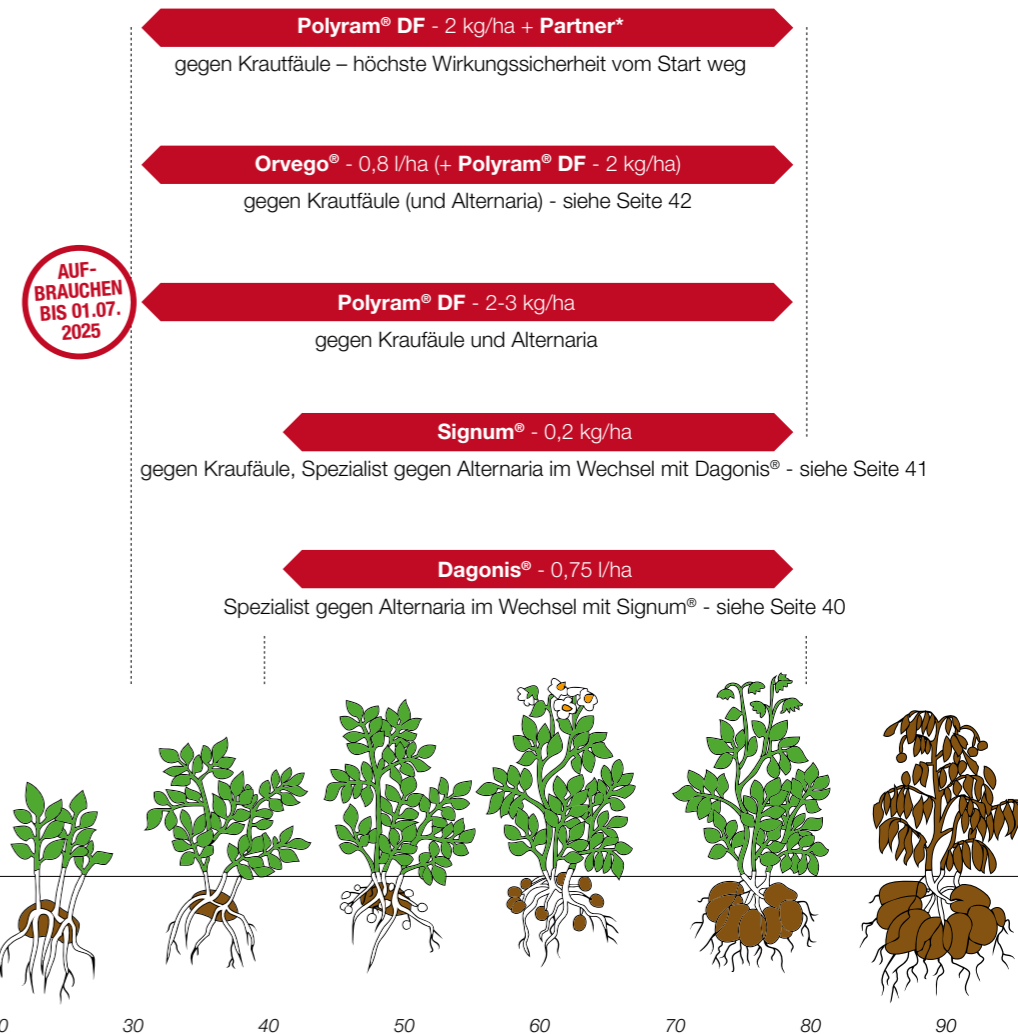 Polyram® DF - 2 kg/ha + Partner*
gegen Krautfäule – höchste Wirkungssicherheit vom Start weg
Orvego® - 0,8 l/ha (+ Polyram® DF - 2 kg/ha)
gegen Krautfäule (und Alternaria) - siehe Seite 42
AUF-
BRAUCHEN
BIS 01.07.
2025
Polyram® DF - 2-3 kg/ha
gegen Kraufäule und Alternaria
Signum® - 0,2 kg/ha
gegen Kraufäule, Spezialist gegen Alternaria im Wechsel mit Dagonis® - siehe Seite 41
Dagonis® - 0,75 l/ha
Spezialist gegen Alternaria im Wechsel mit Signum® - siehe Seite 40
0 30 40 50 60 70 80 90